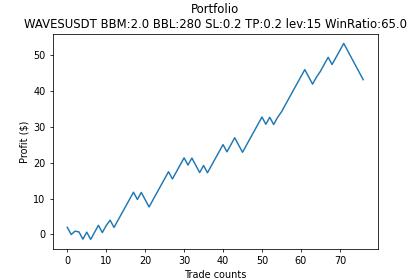 Portfolio
WAVESUSDT BBM:2.0 BBL:280 SL:0.2 TP:0.2 lev:15 WinRatio:65.0
Profit ($)
50
40
30
20
10
0
0 10 20 30 40 50 60 70
Trade counts